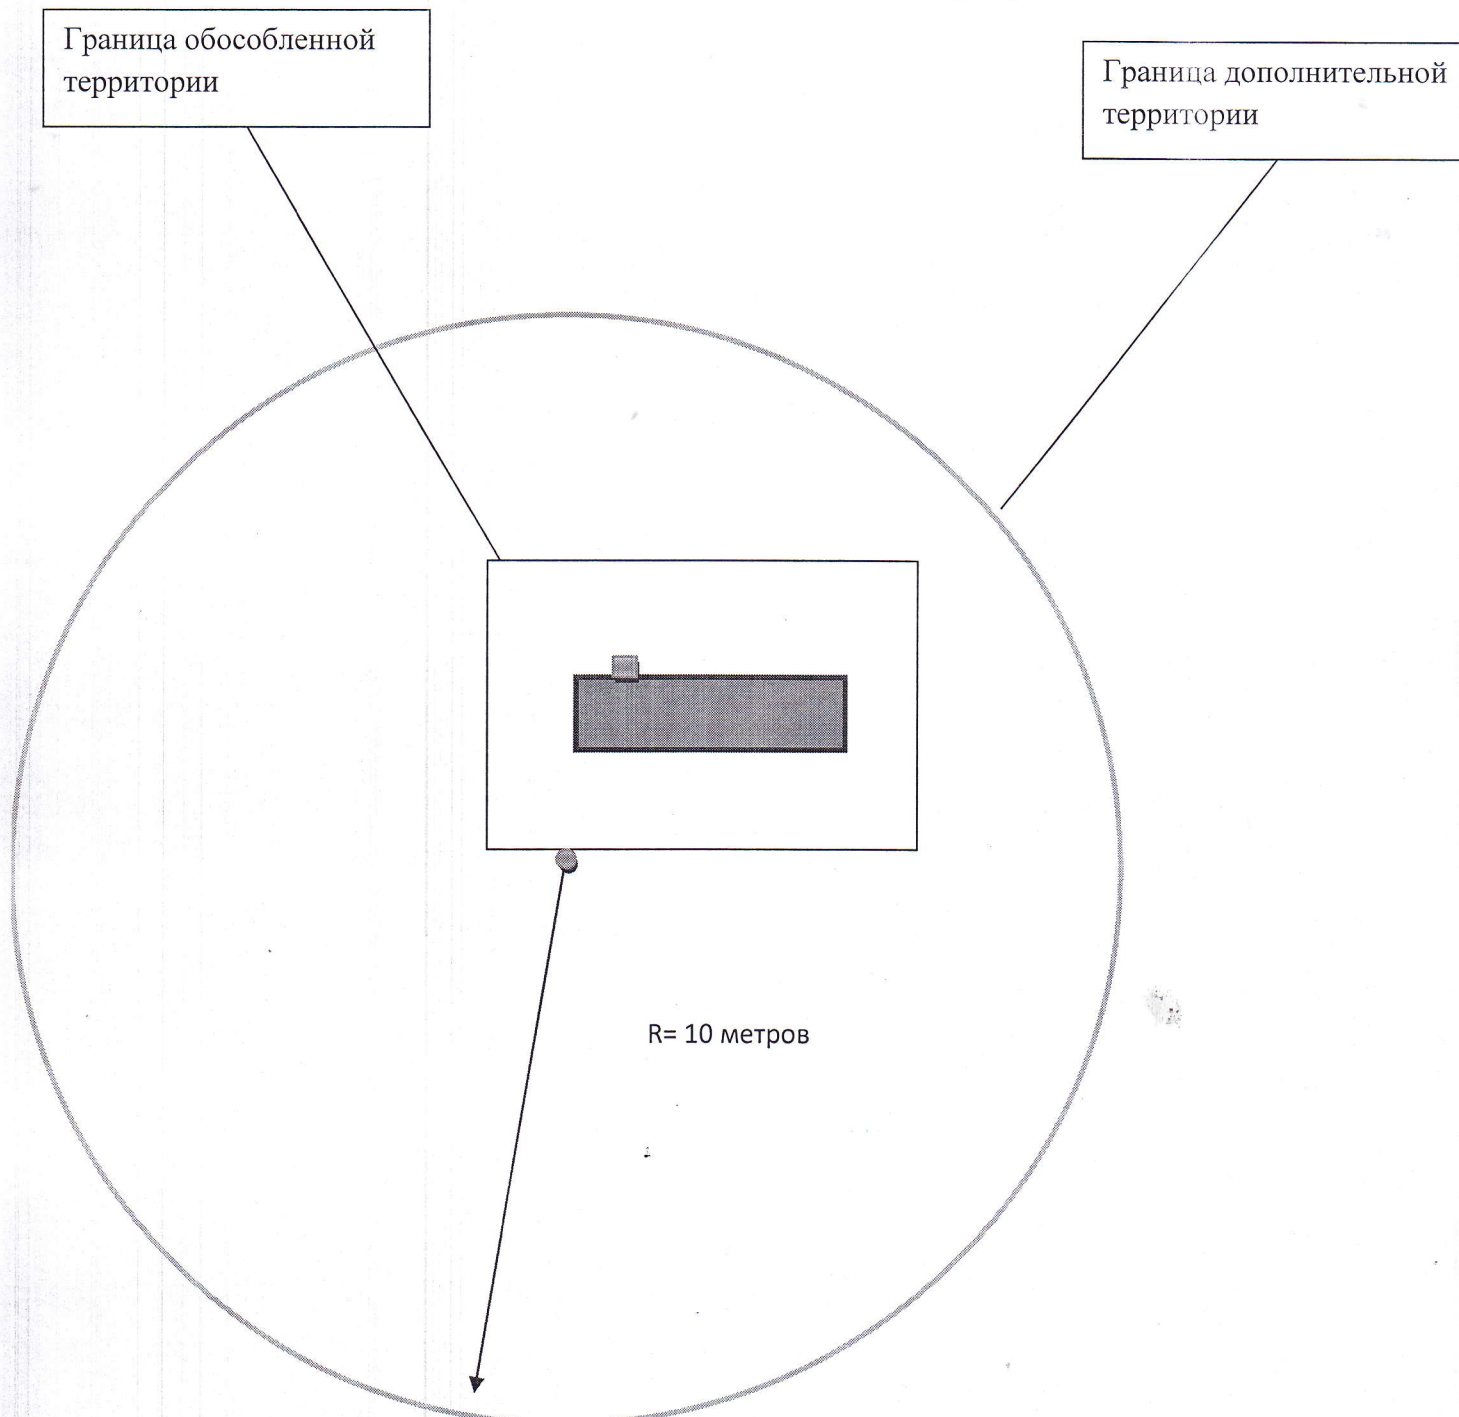 Граница обособленной
территории
Граница дополнительной
территории
R= 10 метров